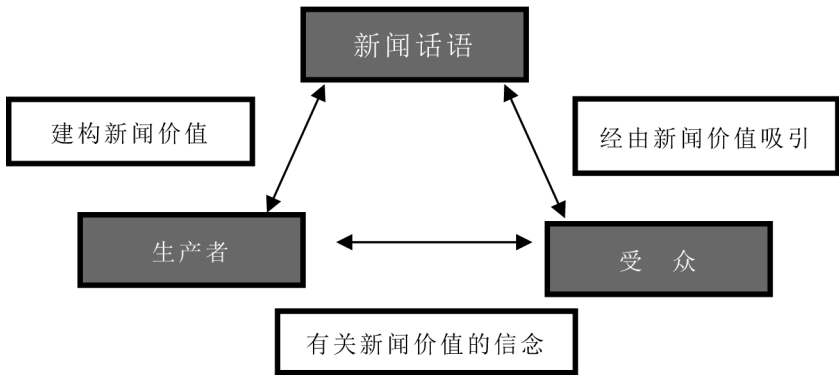 新闻话语
建构新闻价值
经由新闻价值吸引
生产者
受 众
有关新闻价值的信念